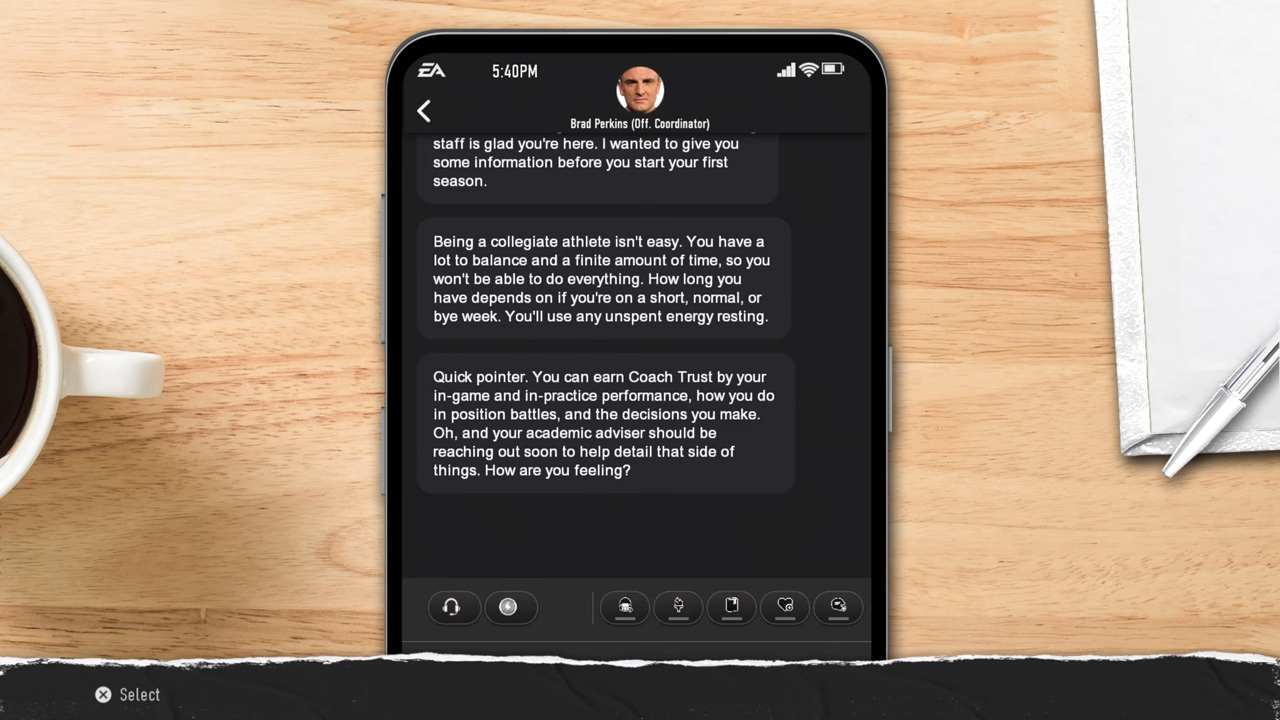 EA
5:40PM
Brad Perkins (Off. Coordinator)
staff is glad you're here. I wanted to give you
some information before you start your first
season.
Being a collegiate athlete isn't easy. You have a
lot to balance and a finite amount of time, so you
won't be able to do everything. How long you
have depends on if you're on a short, normal, or
bye week. You'll use any unspent energy resting.
Quick pointer. You can earn Coach Trust by your
in-game and in-practice performance, how you do
in position battles, and the decisions you make.
Oh, and your academic adviser should be
reaching out soon to help detail that side of
things. How are you feeling?
Select